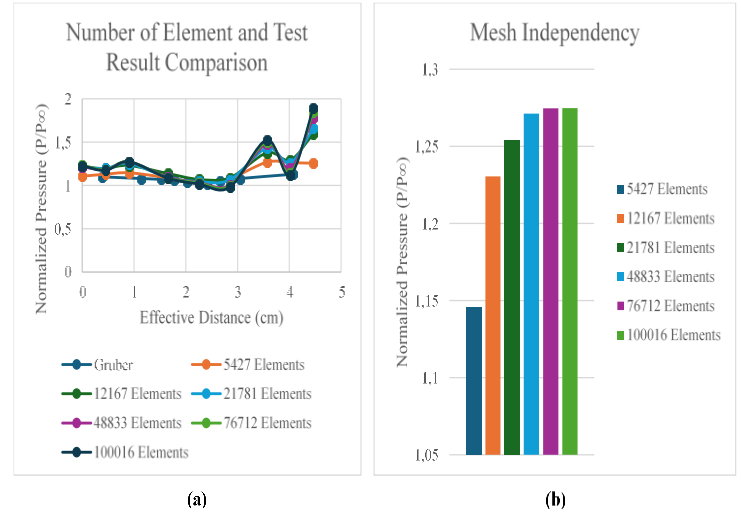 Number of Element and Test
Result Comparison
Normalized Pressure (P/P∞)
2
1,5
1
0,5
0
0
1
2
3
4
5
Effective Distance (cm)
Gruber
5427 Elements
12167 Elements
21781 Elements
48833 Elements
76712 Elements
100016 Elements
(a)
Mesh Independency
Normalized Pressure (P/P∞)
1,3
1,25
1,2
1,15
1,1
1,05
5427 Elements
12167 Elements
21781 Elements
48833 Elements
76712 Elements
100016 Elements
(b)